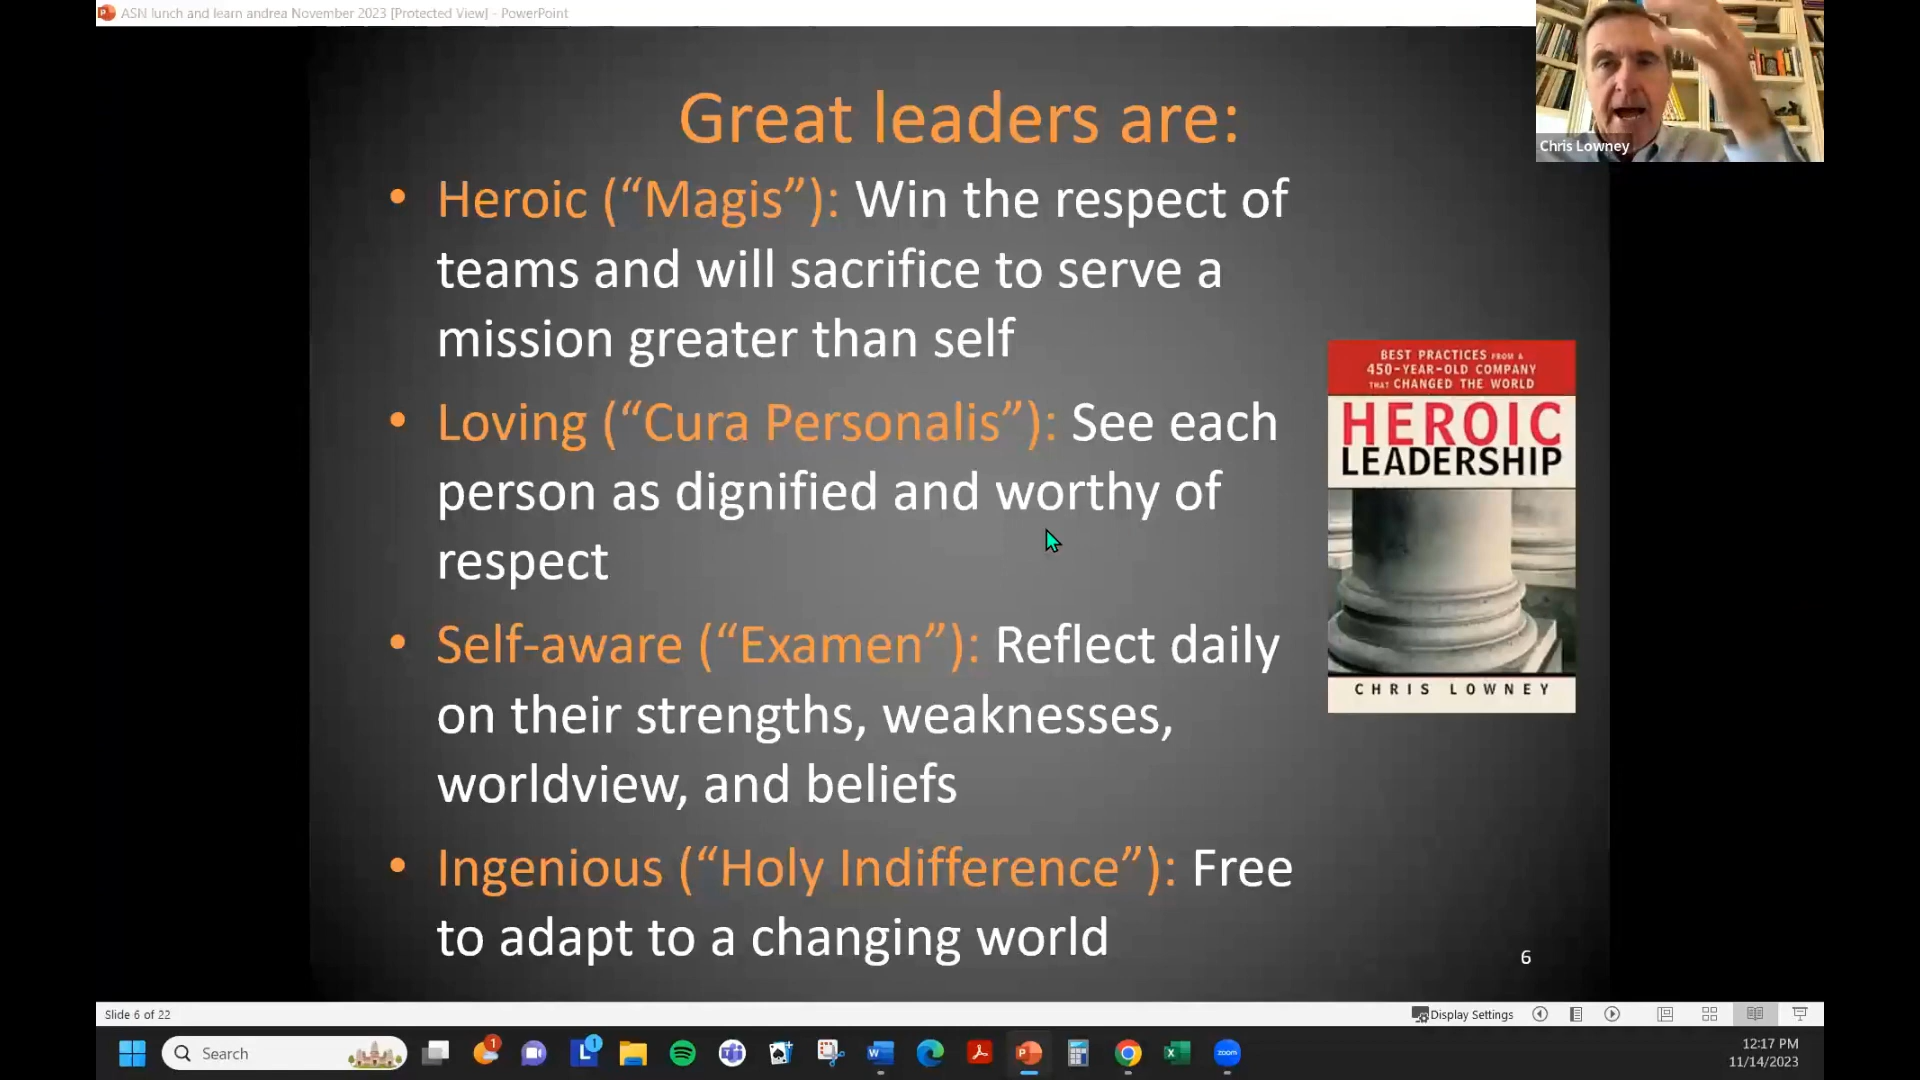 ASN lunch and learn andrea November 2023 [Protected View] - PowerPoint
Chris Lowney
Great leaders are:
• Heroic (“Magis”): Win the respect of
teams and will sacrifice to serve a
mission greater than self
• Loving (“Cura Personalis”): See each
person as dignified and worthy of
respect
• Self-aware (“Examen”): Reflect daily
on their strengths, weaknesses,
worldview, and beliefs
• Ingenious (“Holy Indifference”): Free
to adapt to a changing world
BEST PRACTICES FROM A
450-YEAR-OLD COMPANY
THAT CHANGED THE WORLD
HEROIC
LEADERSHIP
CHRIS LOWNEY
6
Slide 6 of 22
Display Settings
Search
1
L
1
W
X
zoom
12:17 PM
11/14/2023